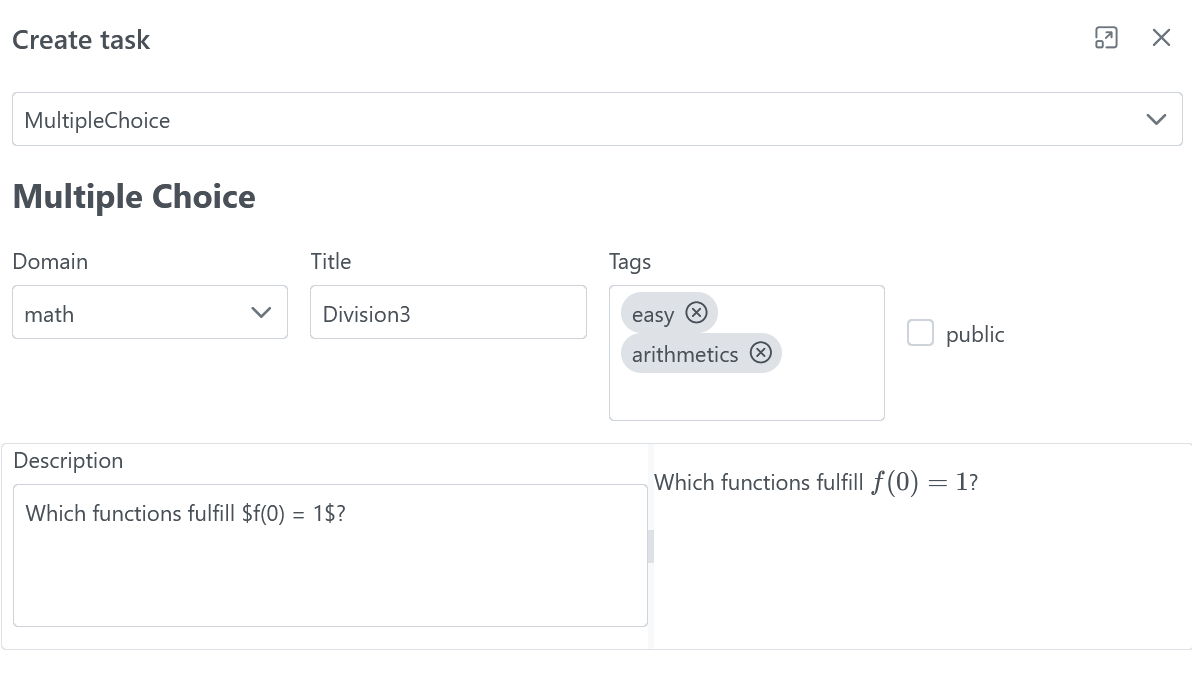 Create task
MultipleChoice
Multiple Choice
Domain
Title
Tags
math
Division3
easy
arithmetics
public
Description
Which functions fulfill $f(0) = 1$?
Which functions fulfill f(0) = 1?